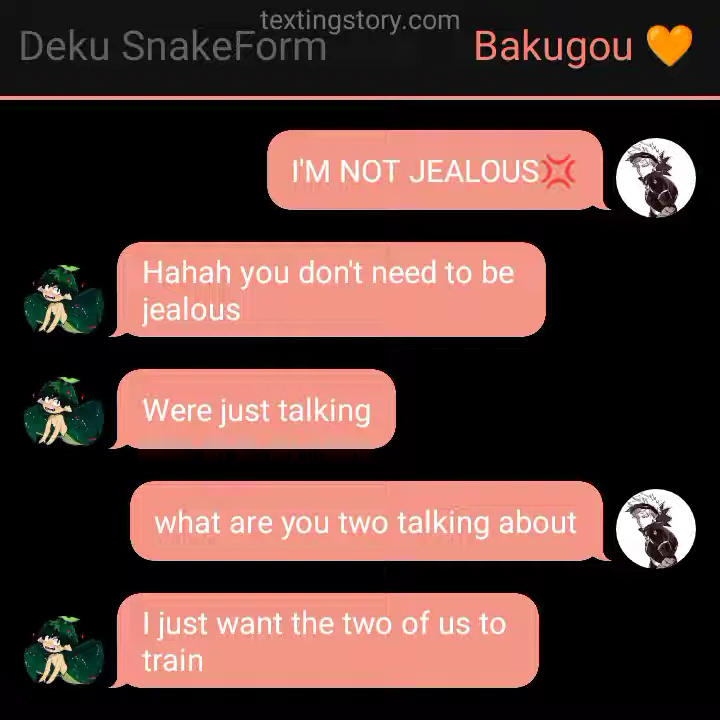 textingstory.com
Deku SnakeForm
Bakugou 🧡
I'M NOT JEALOUS💢
Hahah you don't need to be
jealous
Were just talking
what are you two talking about
I just want the two of us to
train